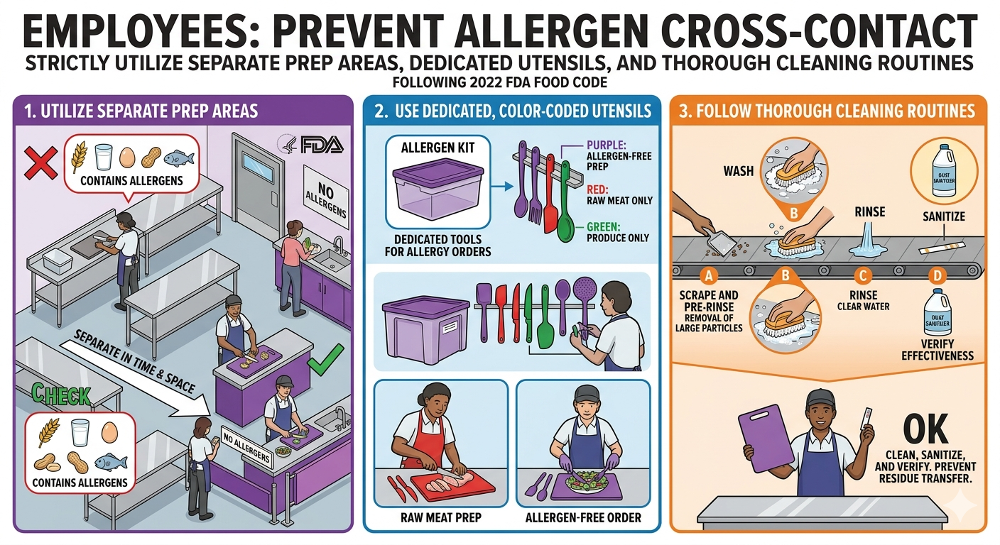 EMPLOYEES: PREVENT ALLERGEN CROSS-CONTACT
STRICTLY UTILIZE SEPARATE PREP AREAS, DEDICATED UTENSILS, AND THOROUGH CLEANING ROUTINES
FOLLOWING 2022 FDA FOOD CODE
1. UTILIZE SEPARATE PREP AREAS
CONTAINS ALLERGENS
FDA
NO
ALLERGENS
SEPARATE IN TIME & SPACE
CHECK
CONTAINS ALLERGENS
NO ALLERGERS
2. USE DEDICATED, COLOR-CODED UTENSILS
ALLERGEN KIT
DEDICATED TOOLS
FOR ALLERGY ORDERS
PURPLE:
ALLERGEN-FREE
PREP
RED:
RAW MEAT ONLY
GREEN:
PRODUCE ONLY
RAW MEAT PREP
ALLERGEN-FREE ORDER
3. FOLLOW THOROUGH CLEANING ROUTINES
WASH
B
RINSE
SANITIZE
A
SCRAPE AND
PRE-RINSE
REMOVAL OF
LARGE PARTICLES
B
C
RINSE
CLEAR WATER
D
VERIFY
EFFECTIVENESS
OK
CLEAN, SANITIZE,
AND VERIFY. PREVENT
RESIDUE TRANSFER.